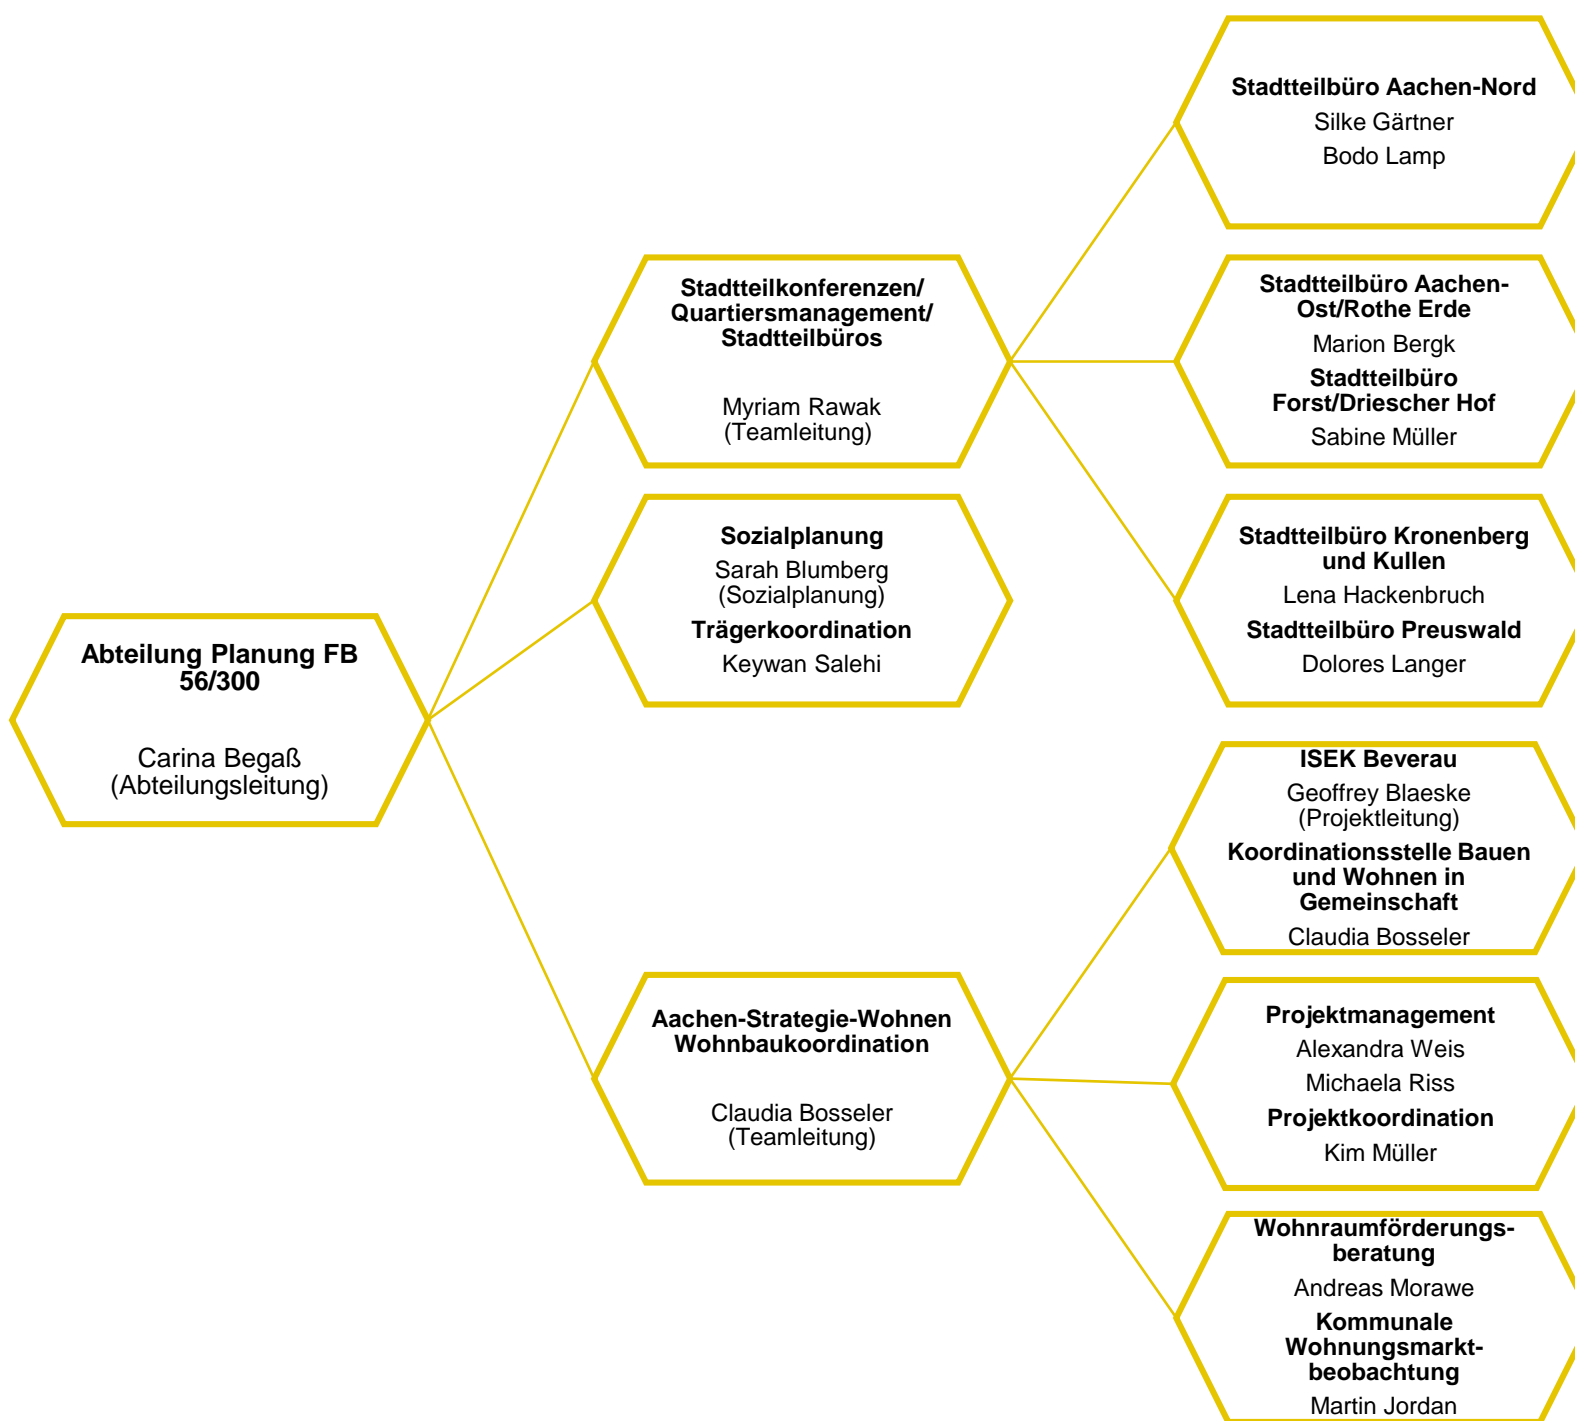 Abteilung Planung FB
56/300
Carina Begaß
(Abteilungsleitung)
Stadtteilkonferenzen/
Quartiersmanagement/
Stadtteilbüros
Myriam Rawak
(Teamleitung)
Sozialplanung
Sarah Blumberg
(Sozialplanung)
Trägerkoordination
Keywan Salehi
Aachen-Strategie-Wohnen
Wohnbaukoordination
Claudia Bosseler
(Teamleitung)
Stadtteilbüro Aachen-Nord
Silke Gärtner
Bodo Lamp
Stadtteilbüro Aachen-
Ost/Rothe Erde
Marion Bergk
Stadtteilbüro
Forst/Driescher Hof
Sabine Müller
Stadtteilbüro Kronenberg
und Kullen
Lena Hackenbruch
Stadtteilbüro Preuswald
Dolores Langer
ISEK Beverau
Geoffrey Blaeske
(Projektleitung)
Koordinationsstelle Bauen
und Wohnen in
Gemeinschaft
Claudia Bosseler
Projektmanagement
Alexandra Weis
Michaela Riss
Projektkoordination
Kim Müller
Wohnraumförderungs-
beratung
Andreas Morawe
Kommunale
Wohnungsmarkt-
beobachtung
Martin Jordan